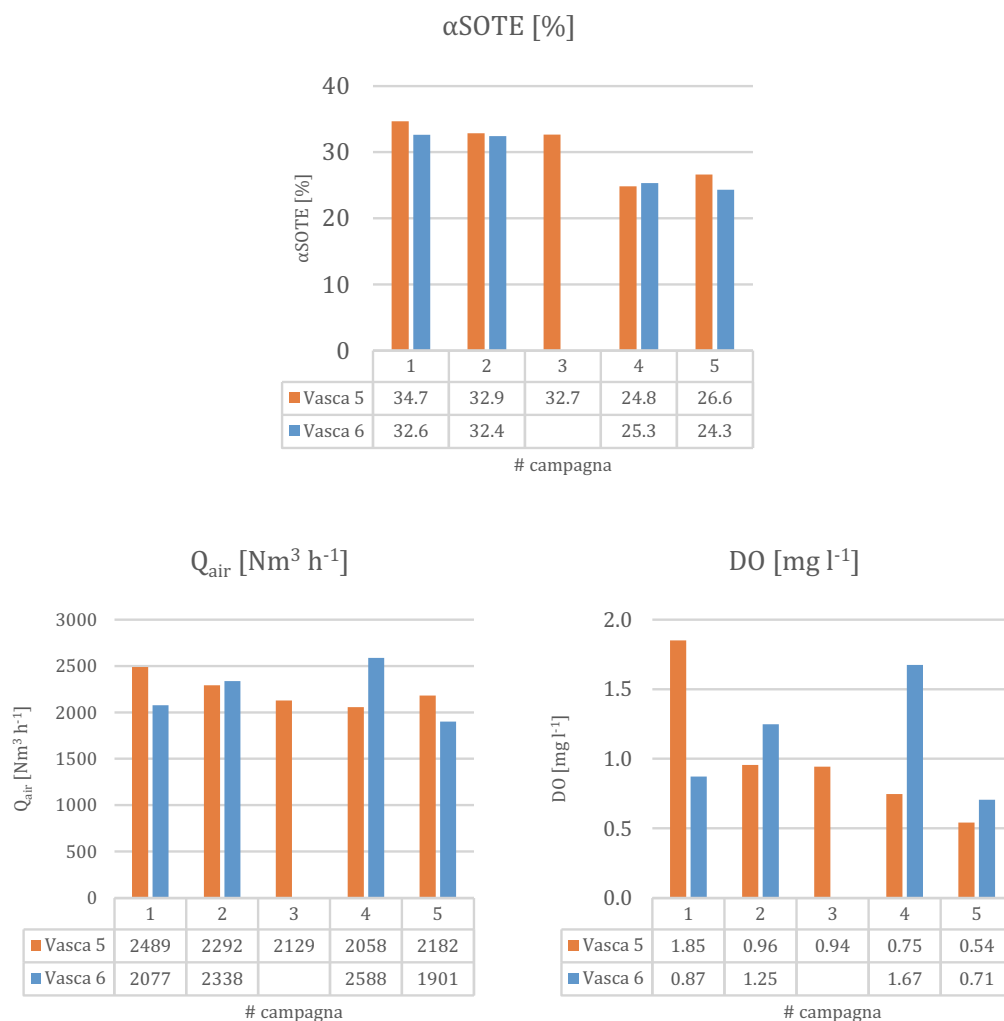 αSOTE [%]
αSOTE [%]
40
30
20
10
0
1 2 3 4 5
Vasca 5 34.7 32.9 32.7 24.8 26.6
Vasca 6 32.6 32.4 25.3 24.3
# campagna
Qair [Nm³ h⁻¹]
Qair [Nm³ h⁻¹]
3000
2500
2000
1500
1000
500
0
1 2 3 4 5
Vasca 5 2489 2292 2129 2058 2182
Vasca 6 2077 2338 2588 1901
# campagna
DO [mg l⁻¹]
DO [mg l⁻¹]
2.0
1.5
1.0
0.5
0.0
1 2 3 4 5
Vasca 5 1.85 0.96 0.94 0.75 0.54
Vasca 6 0.87 1.25 1.67 0.71
# campagna